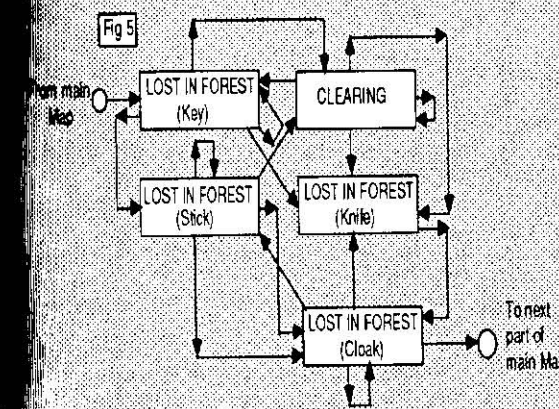 Fig 5
From main
Map
LOST IN FOREST
(Key)
CLEARING
LOST IN FOREST
(Stick)
LOST IN FOREST
(Knife)
LOST IN FOREST
(Cloak)
To next
part of
main Ma